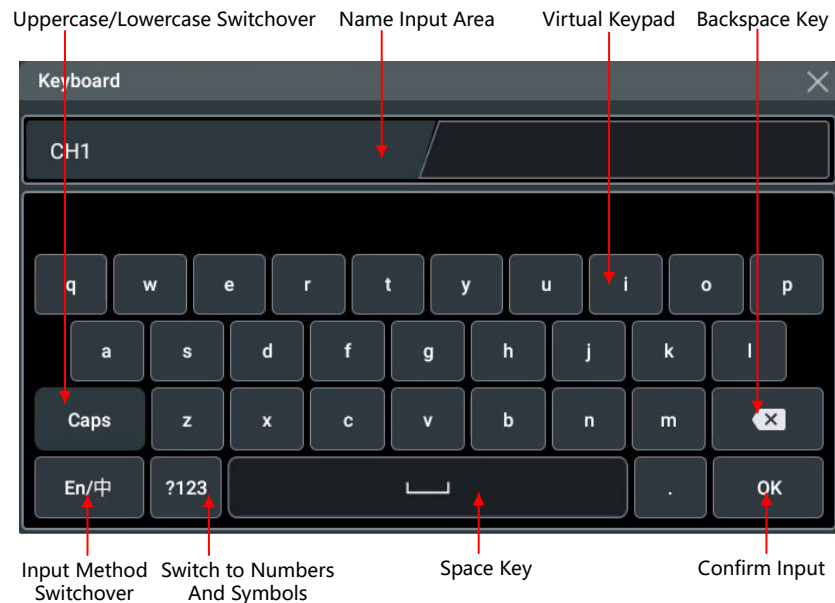 Uppercase/Lowercase Switchover Name Input Area Virtual Keypad Backspace Key
Keyboard
CH1
q w e r t y u i o p
a s d f g h j k l
Caps z x c v b n m
En/中 ?123 . OK
Input Method Switchover Switch to Numbers And Symbols Space Key Confirm Input